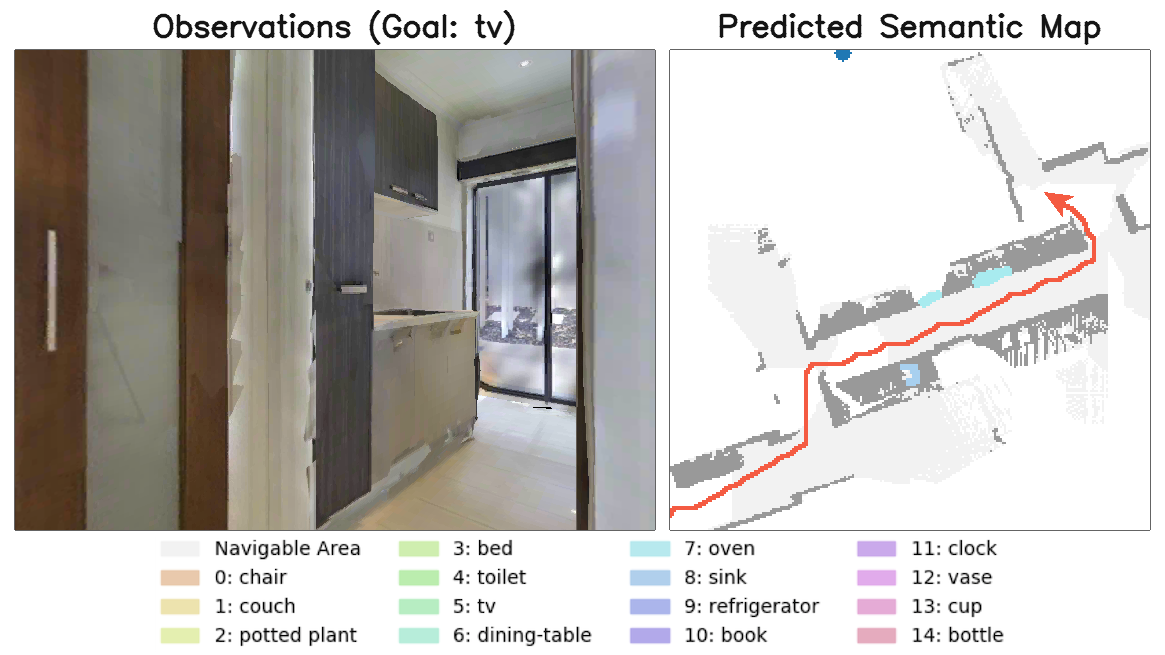 Observations (Goal: tv)
Predicted Semantic Map
Navigable Area
0: chair
1: couch
2: potted plant
3: bed
4: toilet
5: tv
6: dining-table
7: oven
8: sink
9: refrigerator
10: book
11: clock
12: vase
13: cup
14: bottle